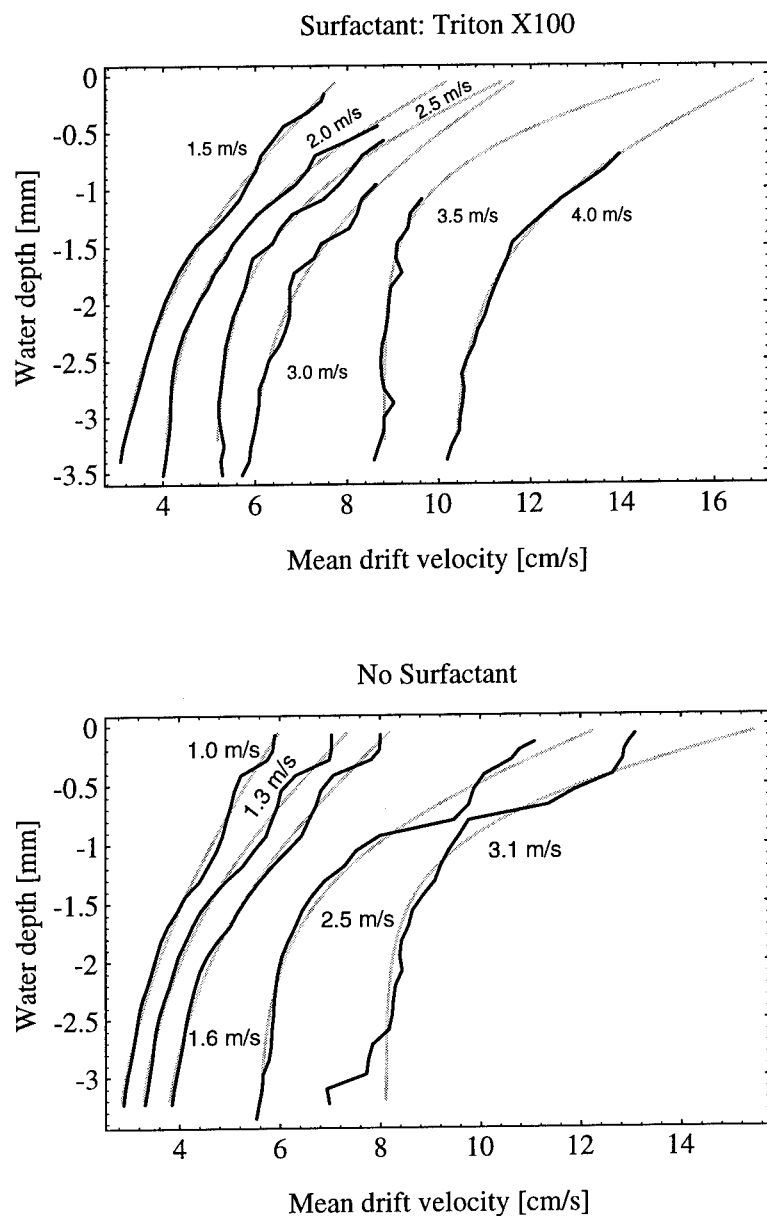 Surfactant: Triton X100
0
-0.5
-1
-1.5
-2
-2.5
-3
-3.5
Water depth [mm]
1.5 m/s
2.0 m/s
2.5 m/s
3.0 m/s
3.5 m/s
4.0 m/s
4 6 8 10 12 14 16
Mean drift velocity [cm/s]
No Surfactant
0
-0.5
-1
-1.5
-2
-2.5
-3
Water depth [mm]
1.0 m/s
1.3 m/s
1.6 m/s
2.5 m/s
3.1 m/s
4 6 8 10 12 14
Mean drift velocity [cm/s]